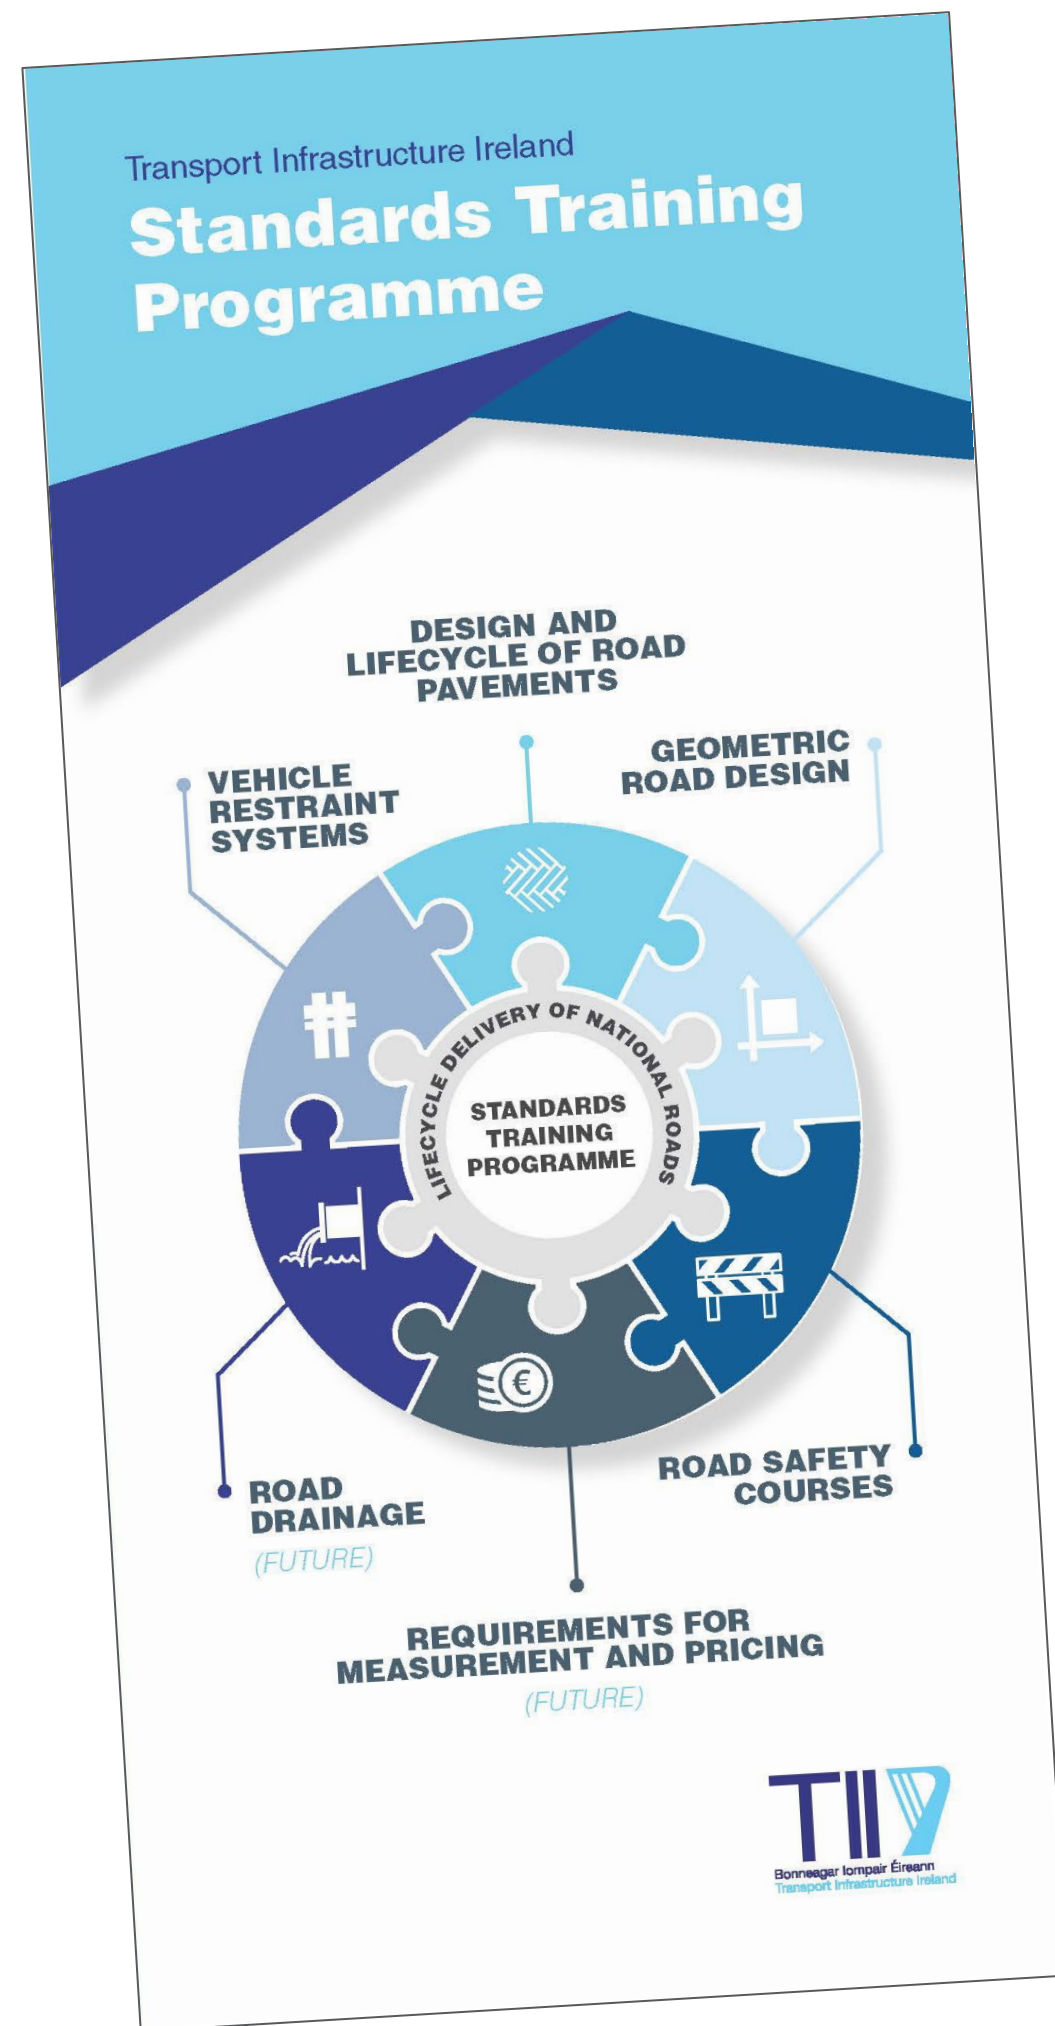 Transport Infrastructure Ireland
Standards Training
Programme
DESIGN AND
LIFECYCLE OF ROAD
PAVEMENTS
GEOMETRIC
ROAD DESIGN
VEHICLE
RESTRAINT
SYSTEMS
LIFECYCLE DELIVERY OF NATIONAL ROADS
STANDARDS
TRAINING
PROGRAMME
€
ROAD SAFETY
COURSES
ROAD
DRAINAGE
(FUTURE)
REQUIREMENTS FOR
MEASUREMENT AND PRICING
(FUTURE)
TII
Bonneagar Iompair Éireann
Transport Infrastructure Ireland